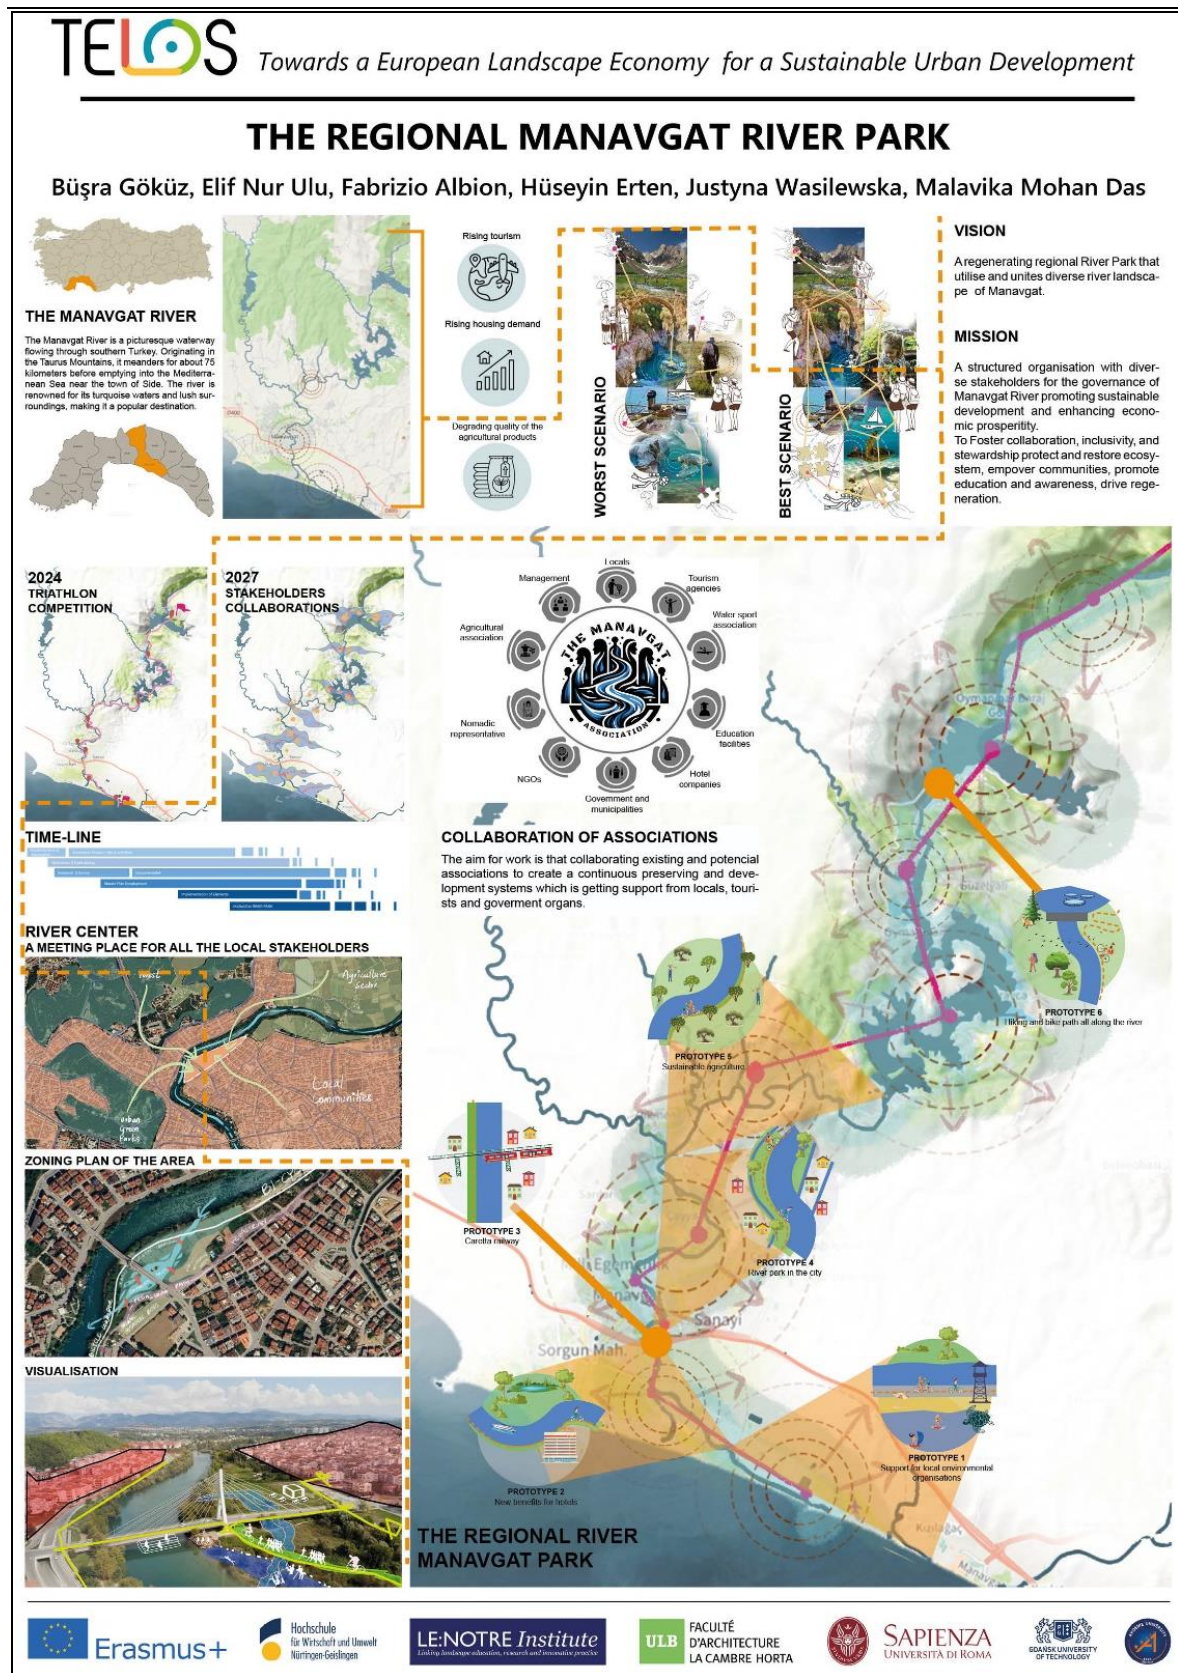 TELOS Towards a European Landscape Economy for a Sustainable Urban Development
THE REGIONAL MANAVGAT RIVER PARK
Büşra Göküz, Elif Nur Ulu, Fabrizio Albion, Hüseyin Erten, Justyna Wasilewska, Malavika Mohan Das
THE MANAVGAT RIVER
The Manavgat River is a picturesque waterway
flowing through southern Turkey. Originating in
the Taurus Mountains, it meanders for about 75
kilometers before emptying into the Mediterra-
nean Sea near the town of Side. The river is
renowned for its turquoise waters and lush sur-
roundings, making it a popular destination.
Rising tourism
Rising housing demand
Degrading quality of the
agricultural products
WORST SCENARIO
BEST SCENARIO
VISION
A regenerating regional River Park that
utilise and unites diverse river landsca-
pe of Manavgat.
MISSION
A structured organisation with diver-
se stakeholders for the governance of
Manavgat River promoting sustainable
development and enhancing econo-
mic prosperitity.
To Foster collaboration, inclusivity, and
stewardship protect and restore ecosy-
stem, empover communities, promote
education and awareness, drive rege-
neration.
2024
TRIATHLON
COMPETITION
2027
STAKEHOLDERS
COLLABORATIONS
Locals
Management
Tourism
agencies
Agricultural
association
Water sport
association
THE MANAVGAT
ASSOCIATION
Nomadic
representative
Education
facilities
NGOs
Hotel
companies
Government and
municipalities
TIME-LINE
COLLABORATION OF ASSOCIATIONS
The aim for work is that collaborating existing and potencial
associations to create a continuous preserving and deve-
lopment systems which is getting support from locals, touri-
sts and goverment organs.
RIVER CENTER
A MEETING PLACE FOR ALL THE LOCAL STAKEHOLDERS
Agriculture
Local
Communities
Urban
Green
Parks
ZONING PLAN OF THE AREA
VISUALISATION
PROTOTYPE 6
Hiking and bike path all along the river
PROTOTYPE 5
Sustainable agriculture
PROTOTYPE 3
Caretta railway
PROTOTYPE 4
River park in the city
Manavgat
Sanayi
Sorgun Mah.
PROTOTYPE 1
Support for local environmental
organisations
PROTOTYPE 2
New benefits for hotels
Kızılağaç
THE REGIONAL RIVER
MANAVGAT PARK
Erasmus+
Hochschule
für Wirtschaft und Umwelt
Nürtingen-Geislingen
LE:NOTRE Institute
Linking landscape education, research and innovative practice
ULB
FACULTÉ
D'ARCHITECTURE
LA CAMBRE HORTA
SAPIENZA
UNIVERSITÀ DI ROMA
GDAŃSK UNIVERSITY
OF TECHNOLOGY